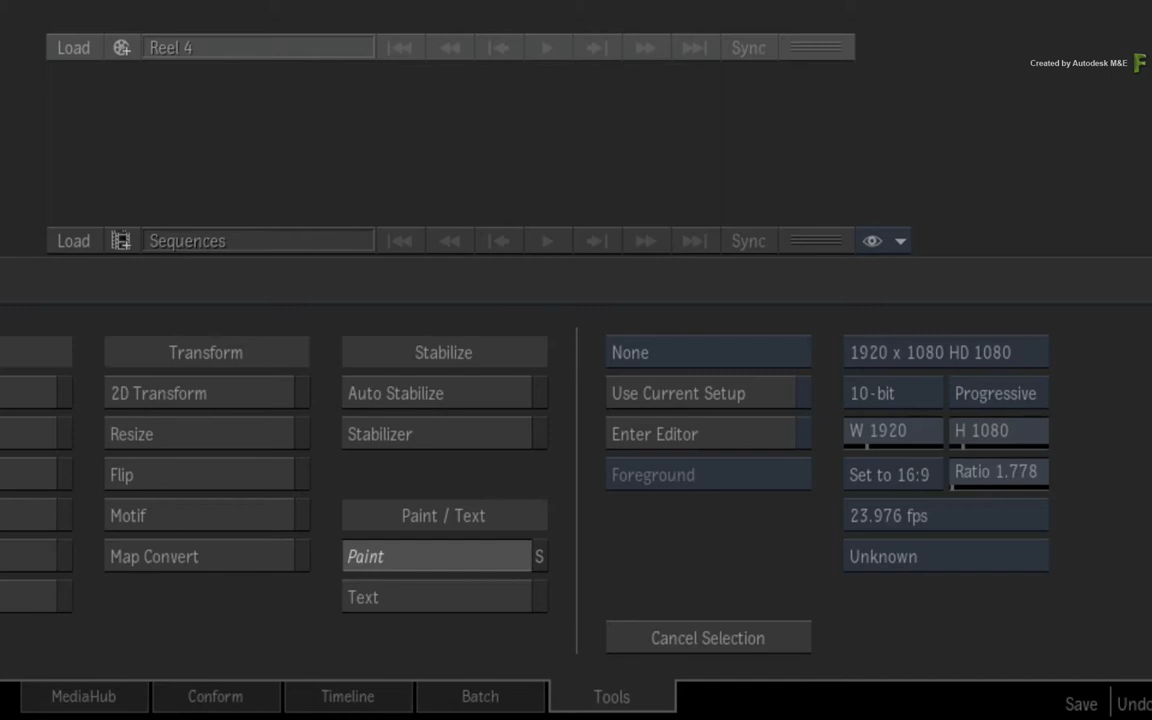 Load Reel 4 Sync
Created by Autodesk M&E F
Load Sequences Sync
Transform Stabilize None 1920 x 1080 HD 1080
2D Transform Auto Stabilize Use Current Setup 10-bit Progressive
Resize Stabilizer Enter Editor W 1920 H 1080
Flip Foreground Set to 16:9 Ratio 1.778
Motif Paint / Text 23.976 fps
Map Convert Paint S Unknown
Text
Cancel Selection
MediaHub Conform Timeline Batch Tools
Save Undo